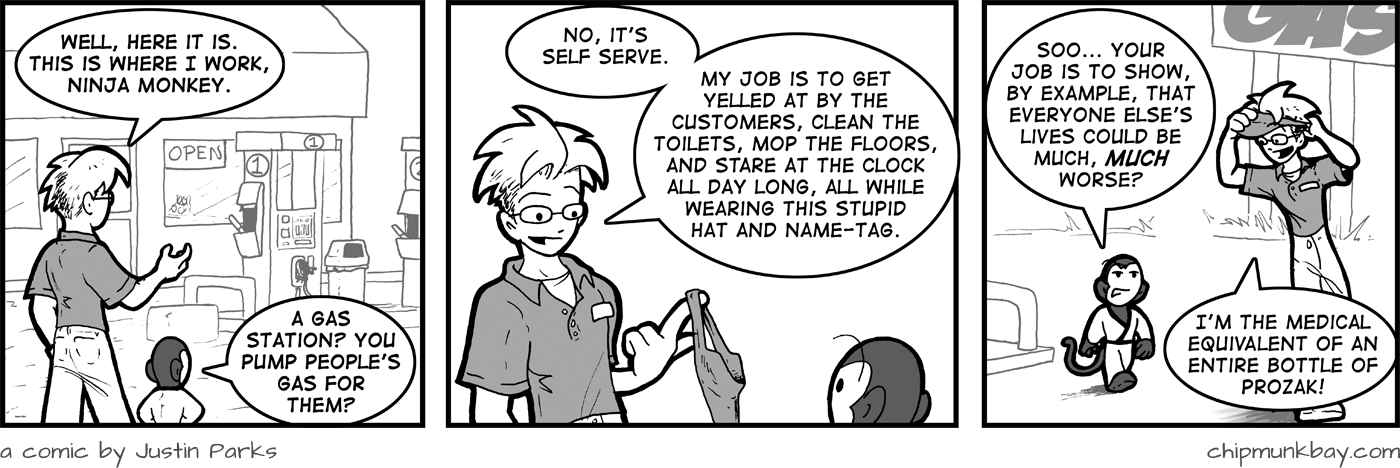 WELL, HERE IT IS.
THIS IS WHERE I WORK,
NINJA MONKEY.
OPEN
1
1
A GAS
STATION? YOU
PUMP PEOPLE'S
GAS FOR
THEM?
NO, IT'S
SELF SERVE.
MY JOB IS TO GET
YELLED AT BY THE
CUSTOMERS, CLEAN THE
TOILETS, MOP THE FLOORS,
AND STARE AT THE CLOCK
ALL DAY LONG, ALL WHILE
WEARING THIS STUPID
HAT AND NAME-TAG.
GAS
SOO... YOUR
JOB IS TO SHOW,
BY EXAMPLE, THAT
EVERYONE ELSE'S
LIVES COULD BE
MUCH, MUCH
WORSE?
I'M THE MEDICAL
EQUIVALENT OF AN
ENTIRE BOTTLE OF
PROZAK!
a comic by Justin Parks
chipmunkbay.com